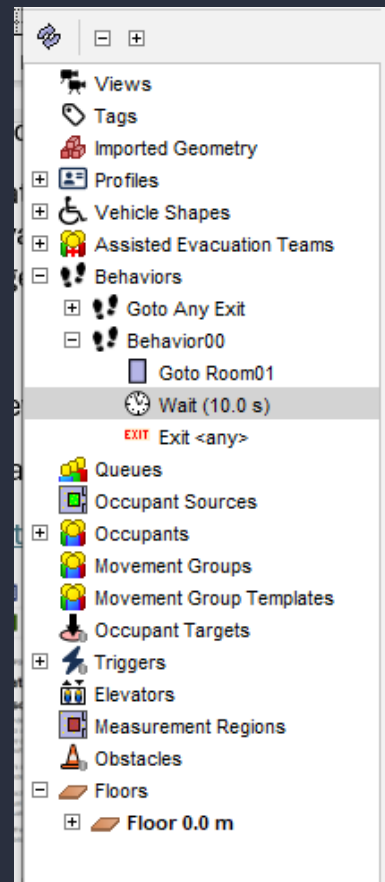 Views
Tags
Imported Geometry
Profiles
Vehicle Shapes
Assisted Evacuation Teams
Behaviors
Goto Any Exit
Behavior00
Goto Room01
Wait (10.0 s)
EXIT Exit <any>
Queues
Occupant Sources
Occupants
Movement Groups
Movement Group Templates
Occupant Targets
Triggers
Elevators
Measurement Regions
Obstacles
Floors
Floor 0.0 m